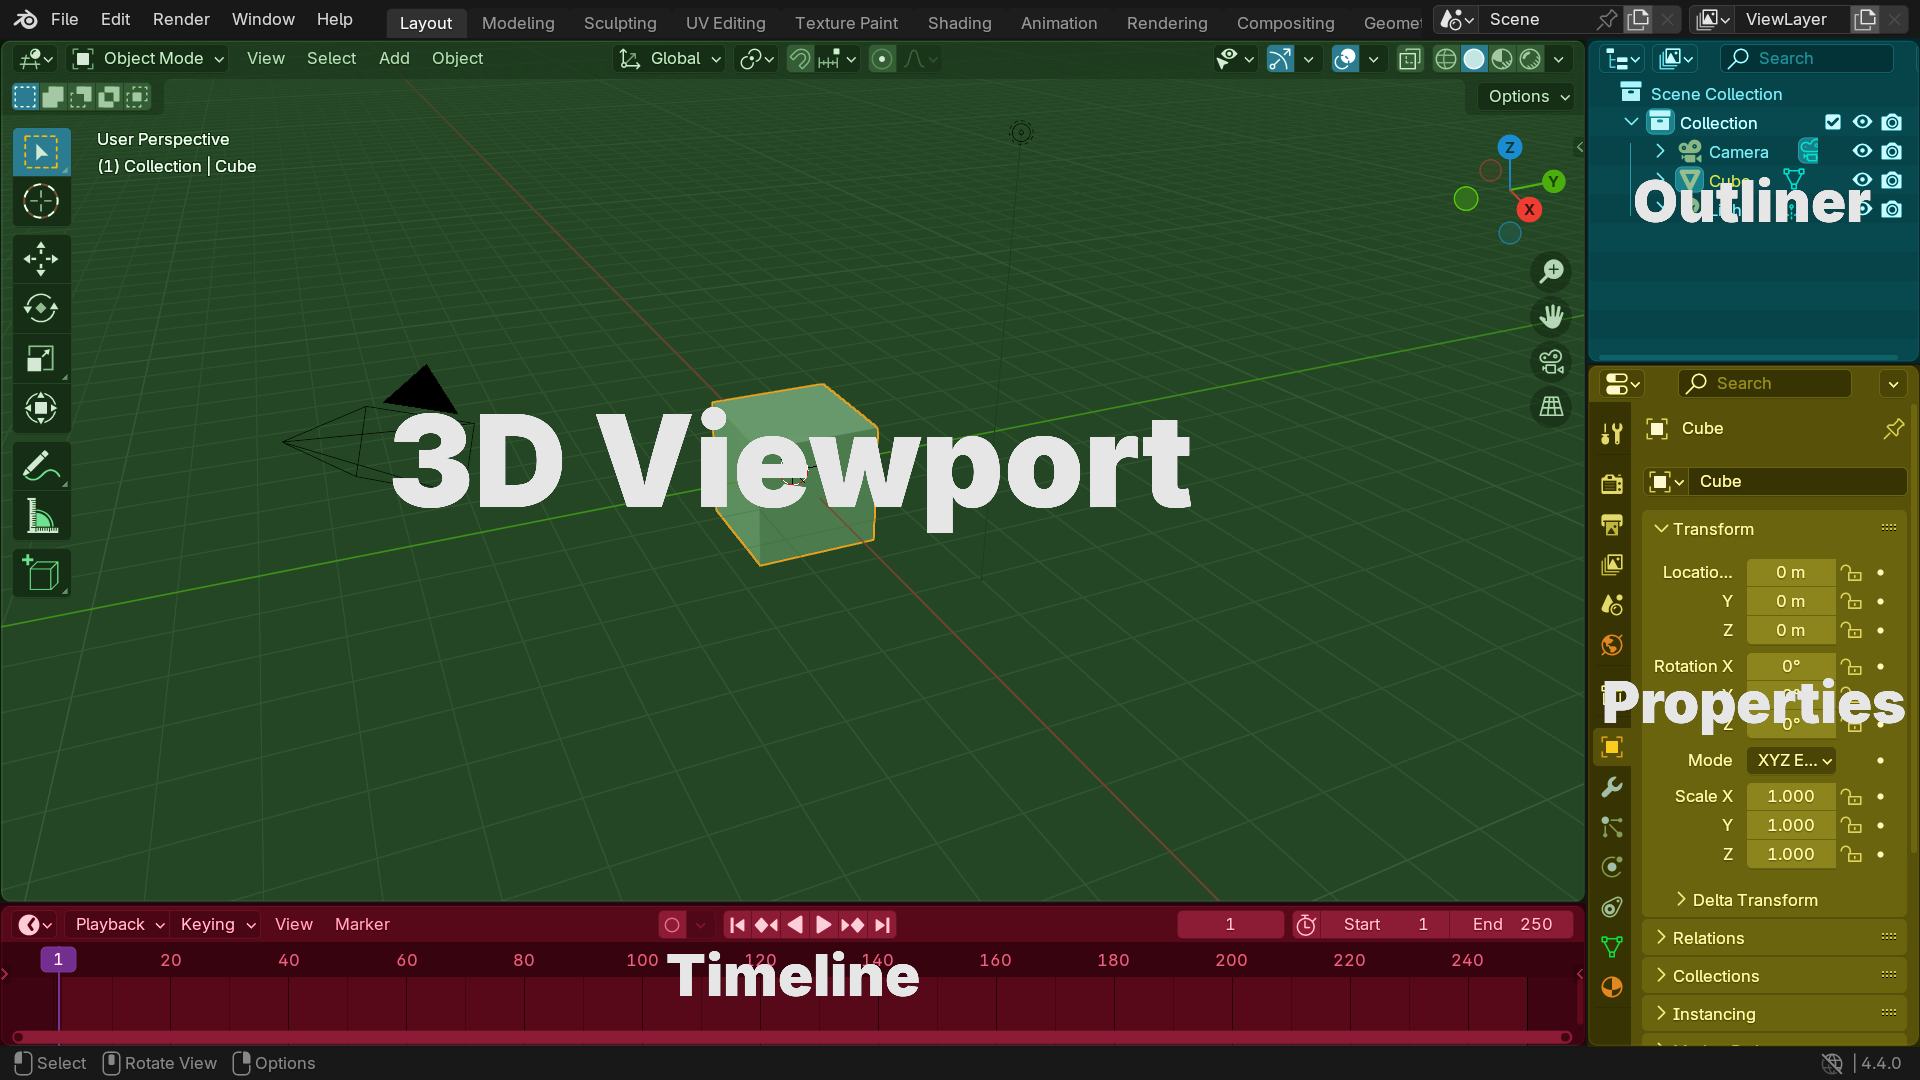 File Edit Render Window Help Layout Modeling Sculpting UV Editing Texture Paint Shading Animation Rendering Compositing Geomet Scene ViewLayer
Object Mode View Select Add Object Global
Search
Options
User Perspective
(1) Collection | Cube
Z
Y
X
Scene Collection
Collection
Camera
Cube
Outliner
3D Viewport
Search
Cube
Cube
Transform
Locatio... 0 m
Y 0 m
Z 0 m
Rotation X 0°
Properties
Z 0°
Mode XYZ E...
Scale X 1.000
Y 1.000
Z 1.000
Delta Transform
Relations
Collections
Instancing
Playback Keying View Marker 1 Start 1 End 250
1 20 40 60 80 100 120 140 160 180 200 220 240
Timeline
Select Rotate View Options 4.4.0